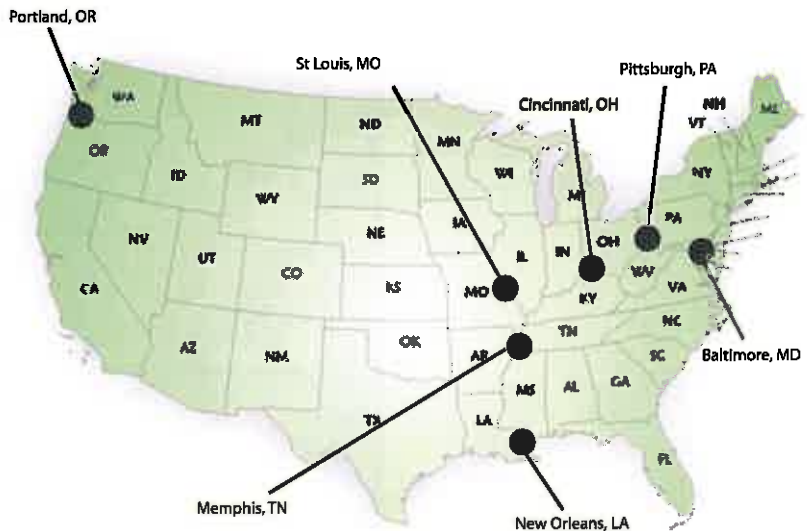 Portland, OR
St Louis, MO
Pittsburgh, PA
Cincinnati, OH
NH
VT
ME
WA
MT
ND
MN
OR
ID
SD
WI
MI
NY
WY
IA
PA
NE
NV
UT
IL
IN
OH
WV
CO
CA
KS
MO
KY
VA
NC
TN
OK
AZ
NM
AR
SC
Baltimore, MD
MS
AL
GA
TX
LA
FL
Memphis, TN
New Orleans, LA